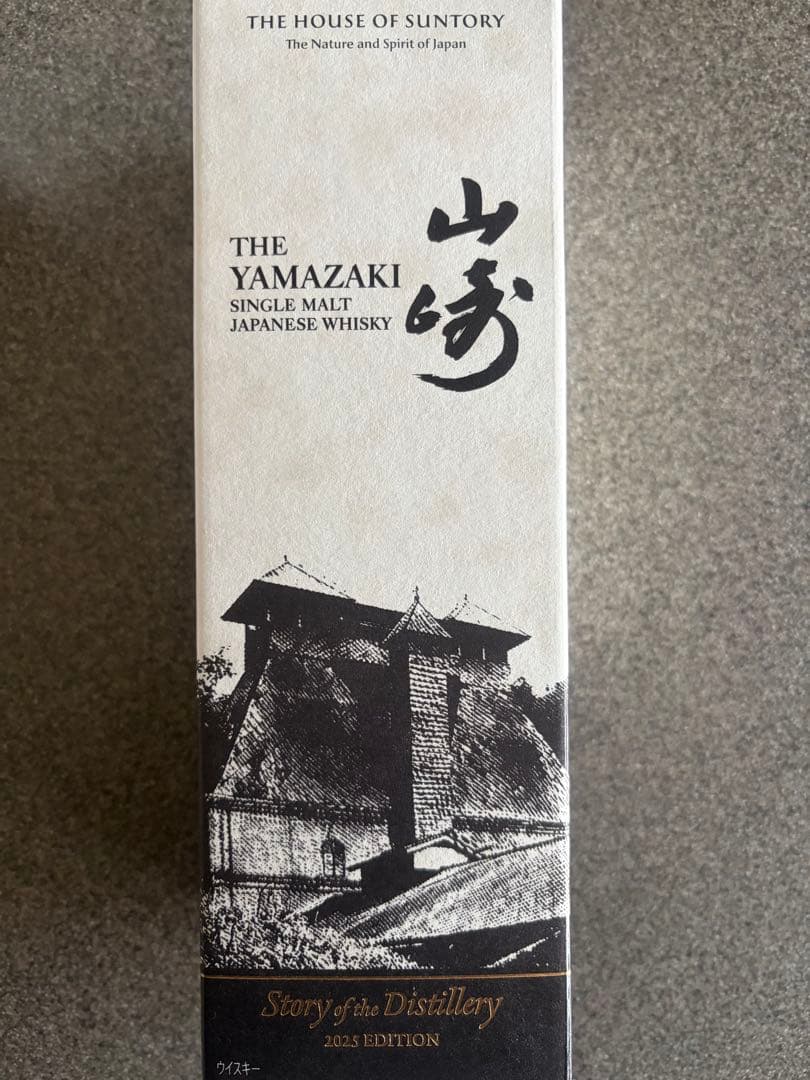 THE HOUSE OF SUNTORY
The Nature and Spirit of Japan
山崎
THE
YAMAZAKI
SINGLE MALT
JAPANESE WHISKY
Story of the Distillery
2025 EDITION
ウイスキー